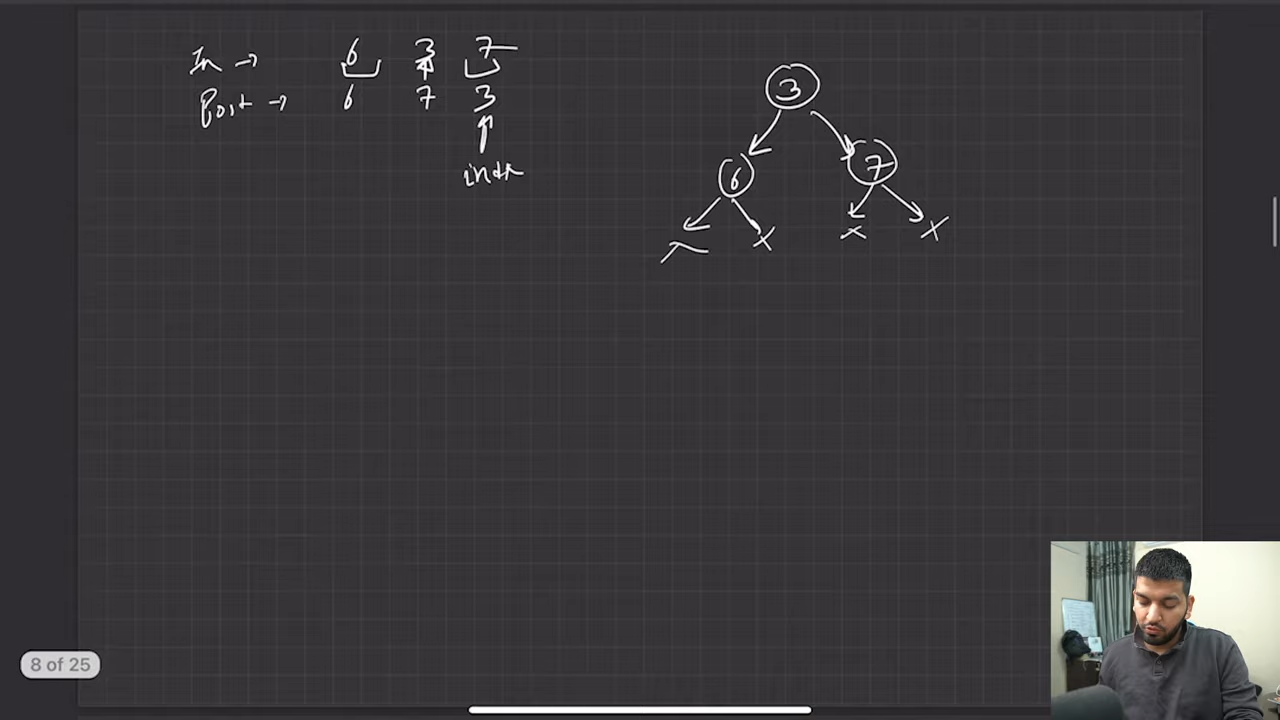 In → 6 3 7
Post → 6 7 3
index
3
6 7
x x x
8 of 25